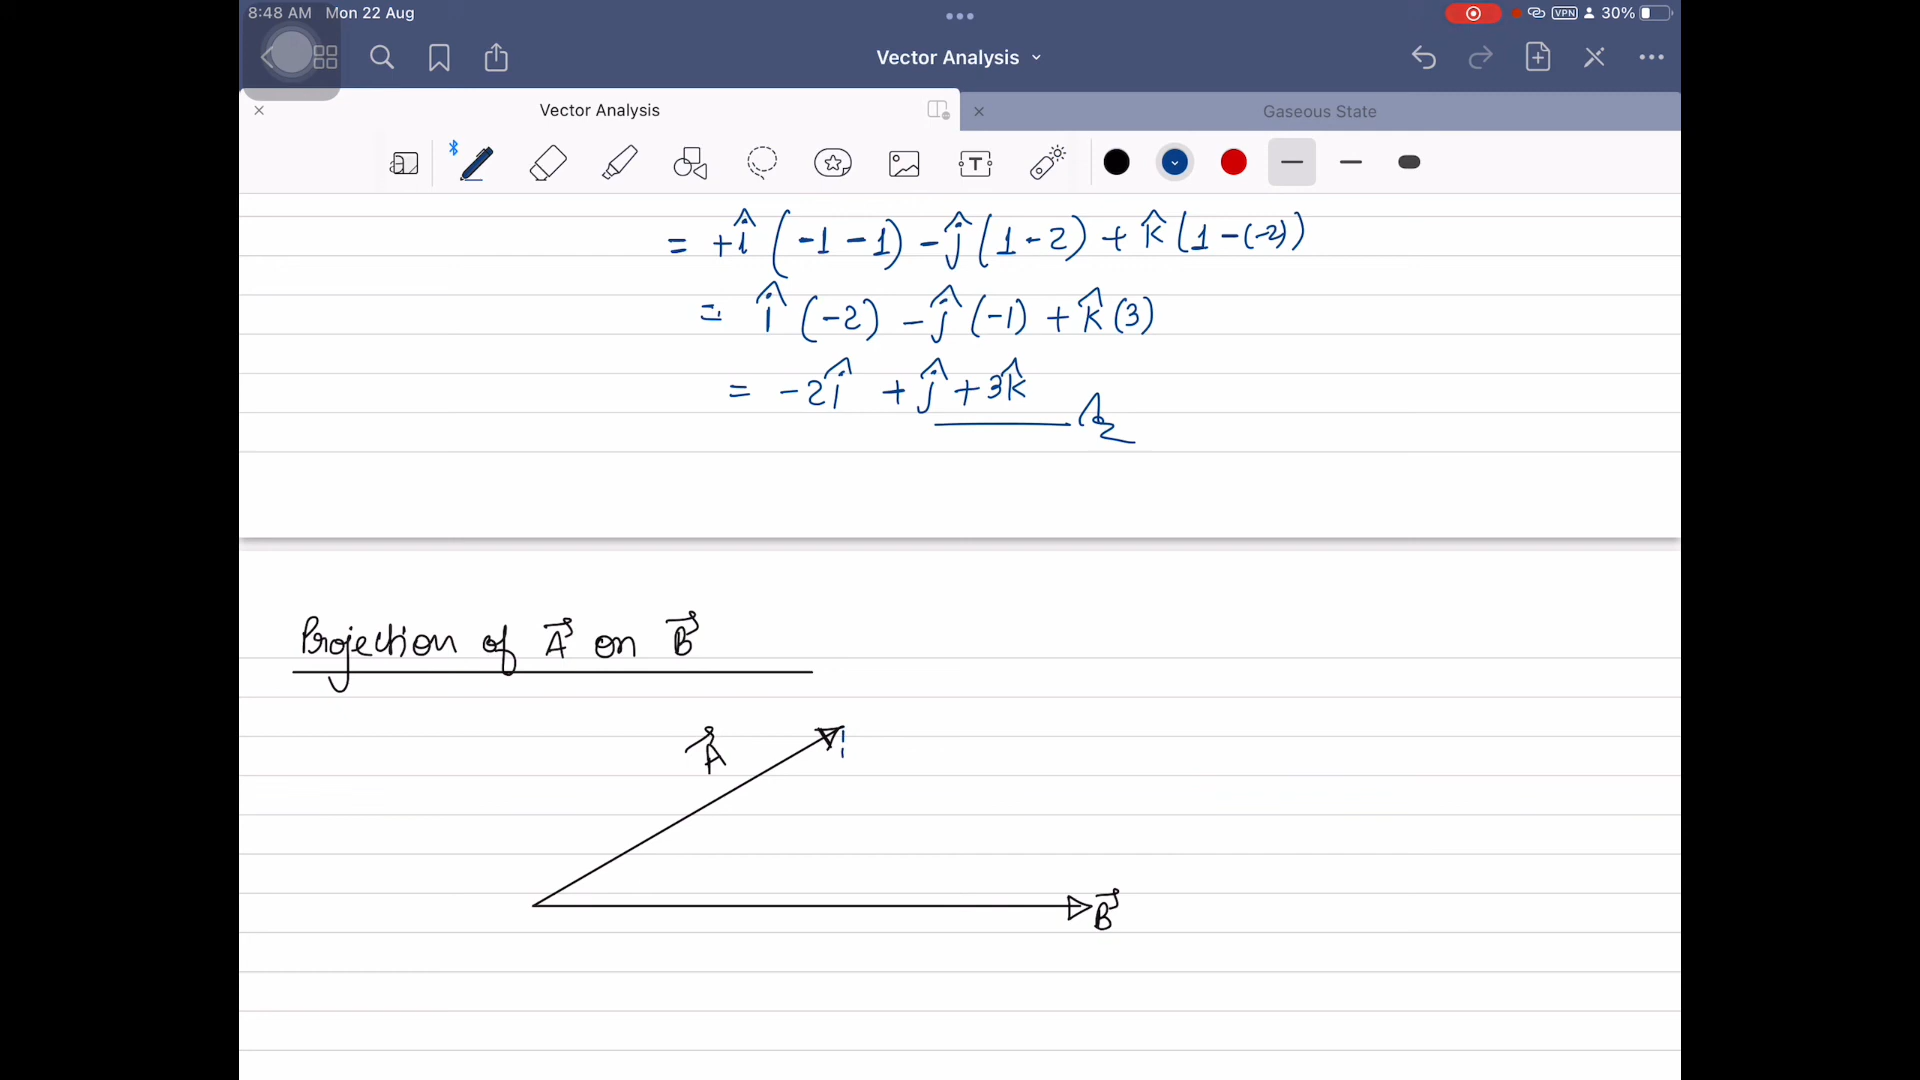 8:48 AM Mon 22 Aug
VPN 30%
Vector Analysis
Vector Analysis
Gaseous State
= +î (-1 -1) -ĵ (1-2) + k̂ (1-(-2))
= î (-2) -ĵ (-1) + k̂ (3)
= -2î + ĵ + 3k̂
Projection of A⃗ on B⃗
A⃗
B⃗